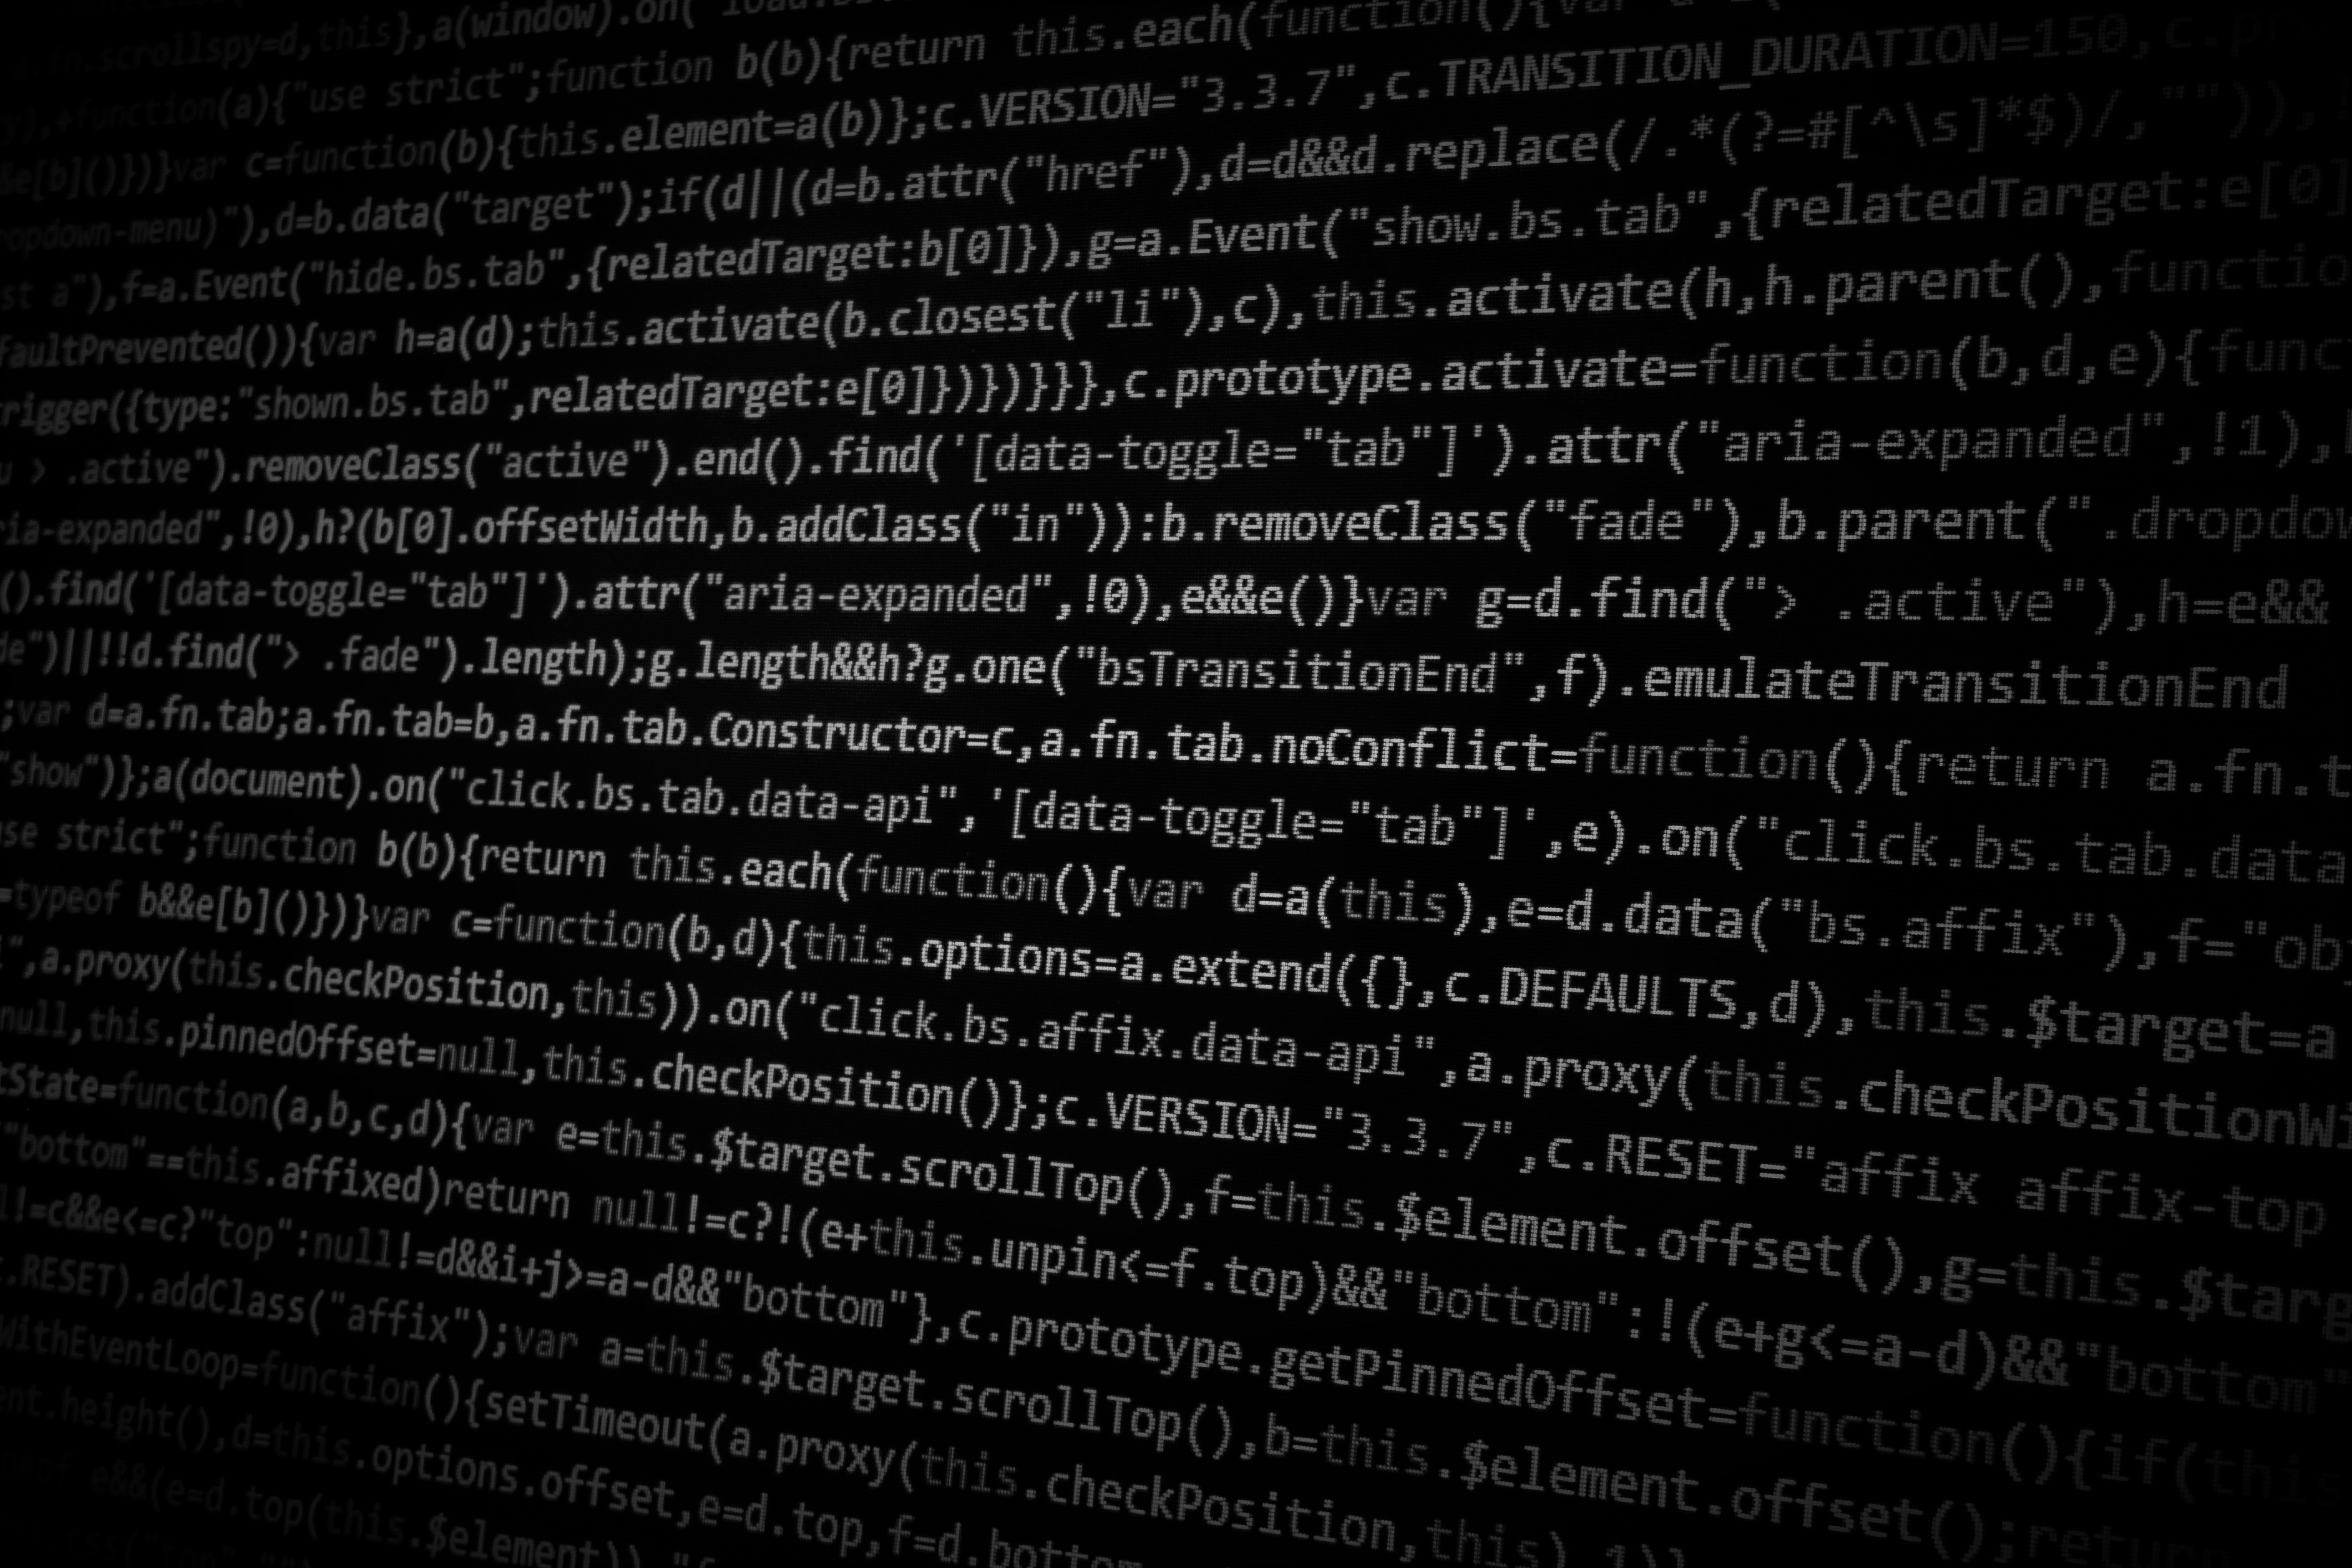 a.fn.scrollspy=d,this},a(window).on("load.bs.
),+function(a){"use strict";function b(b){return this.each(function(){var
&&e[b]()})}var c=function(b){this.element=a(b)};c.VERSION="3.3.7",c.TRANSITION_DURATION=150,c.pro
ropdown-menu)"),d=b.data("target");if(d||(d=b.attr("href"),d=d&&d.replace(/.*(?=#[^\s]*$)/,"")),
st a"),f=a.Event("hide.bs.tab",{relatedTarget:b[0]}),g=a.Event("show.bs.tab",{relatedTarget:e[0]
faultPrevented()){var h=a(d);this.activate(b.closest("li"),c),this.activate(h,h.parent(),functio
rigger({type:"shown.bs.tab",relatedTarget:e[0]})})}}},c.prototype.activate=function(b,d,e){func
u > .active").removeClass("active").end().find('[data-toggle="tab"]').attr("aria-expanded",!1),
ria-expanded",!0),h?(b[0].offsetWidth,b.addClass("in")):b.removeClass("fade"),b.parent(".dropdow
().find('[data-toggle="tab"]').attr("aria-expanded",!0),e&&e()}var g=d.find("> .active"),h=e&&
de")||!!d.find("> .fade").length);g.length&&h?g.one("bsTransitionEnd",f).emulateTransitionEnd
;var d=a.fn.tab;a.fn.tab=b,a.fn.tab.Constructor=c,a.fn.tab.noConflict=function(){return a.fn.t
"show")};a(document).on("click.bs.tab.data-api",'[data-toggle="tab"]',e).on("click.bs.tab.data
use strict";function b(b){return this.each(function(){var d=a(this),e=d.data("bs.affix"),f="ob
=typeof b&&e[b]()})}var c=function(b,d){this.options=a.extend({},c.DEFAULTS,d),this.$target=a
i",a.proxy(this.checkPosition,this)).on("click.bs.affix.data-api",a.proxy(this.checkPositionWi
null,this.pinnedOffset=null,this.checkPosition()};c.VERSION="3.3.7",c.RESET="affix affix-top
tState=function(a,b,c,d){var e=this.$target.scrollTop(),f=this.$element.offset(),g=this.$targ
"bottom"==this.affixed)return null!=c?!(e+this.unpin<=f.top)&&"bottom":!(e+g<=a-d)&&"bottom"
l!=c&&e<=c?"top":null!=d&&i+j>=a-d&&"bottom"},c.prototype.getPinnedOffset=function(){if(this
.RESET).addClass("affix");var a=this.$target.scrollTop(),b=this.$element.offset();return
WithEventLoop=function(){setTimeout(a.proxy(this.checkPosition,this),1)}
ent.height(),d=this.options.offset,e=d.top,f=d.bottom
e&&(e=d.top(this.$element)),"f
css("top",""